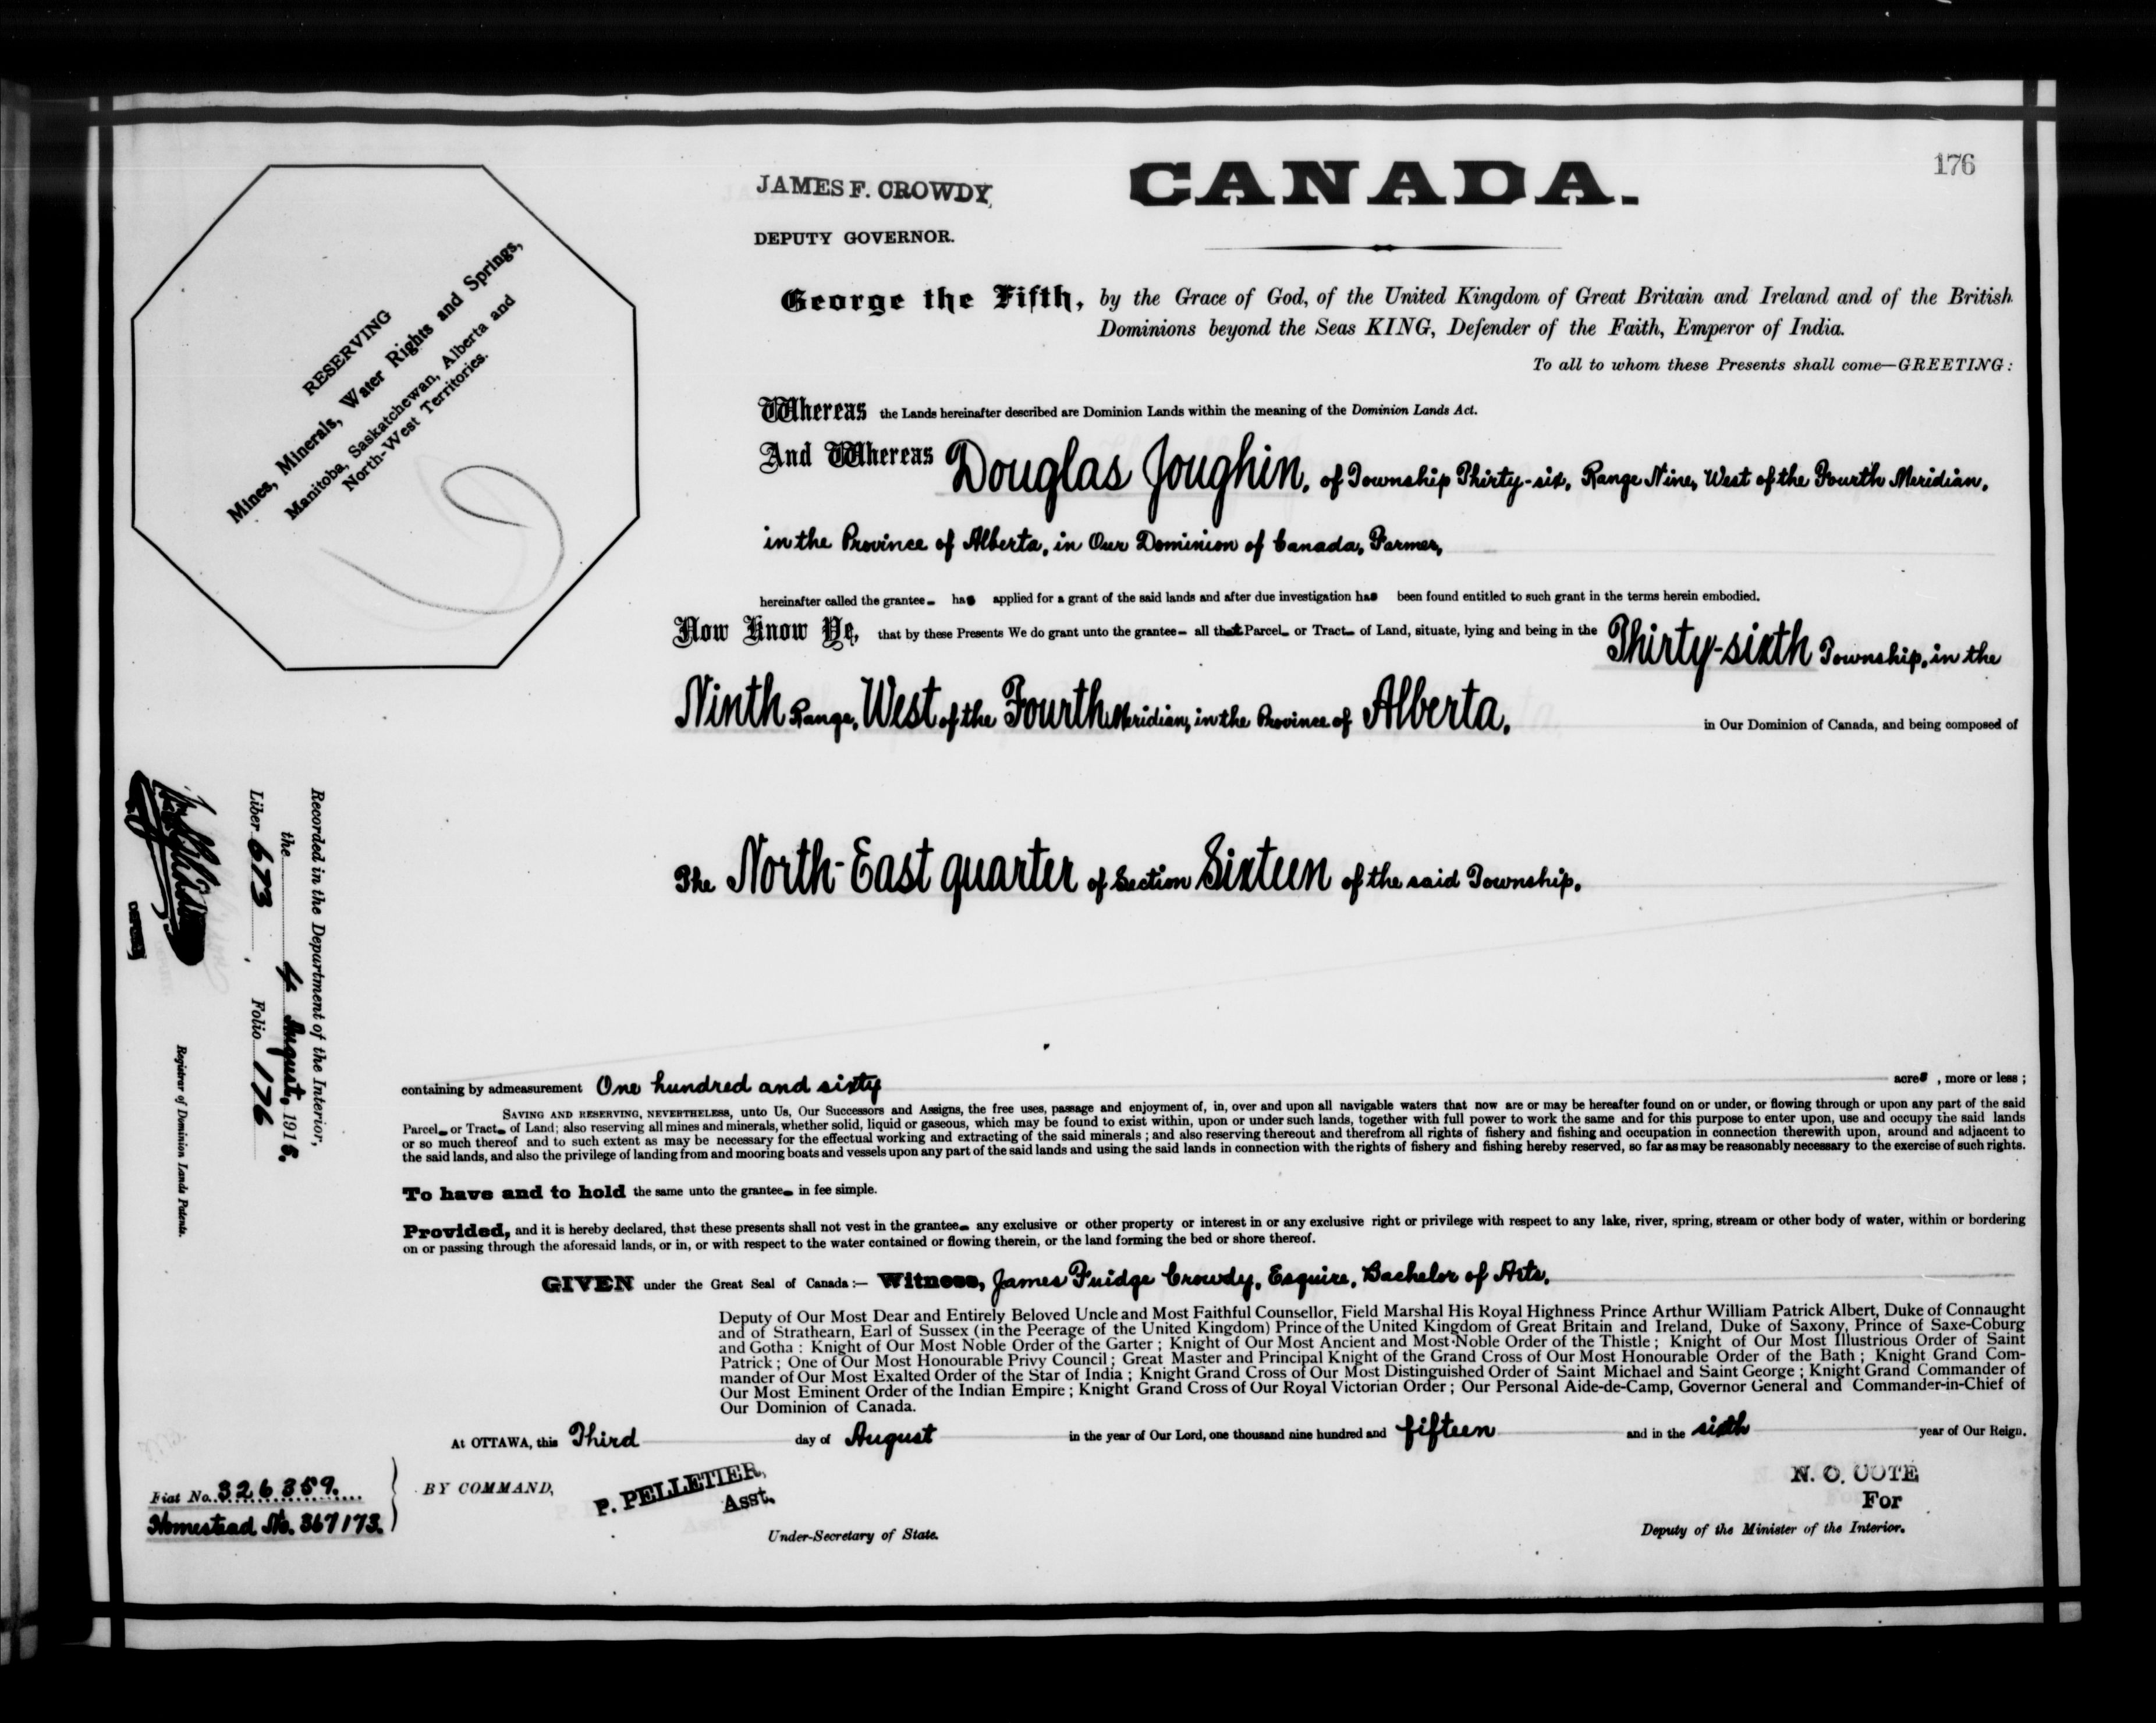 176
JAMES F. CROWDY,
CANADA.
DEPUTY GOVERNOR.
RESERVING
Mines, Minerals, Water Rights and Springs,
Manitoba, Saskatchewan, Alberta and
North-West Territories.
George the Fifth, by the Grace of God, of the United Kingdom of Great Britain and Ireland and of the British
Dominions beyond the Seas KING, Defender of the Faith, Emperor of India.
To all to whom these Presents shall come—GREETING:
Whereas the Lands hereinafter described are Dominion Lands within the meaning of the Dominion Lands Act.
And Whereas Douglas Joughin, of Township Thirty-six, Range Nine, West of the Fourth Meridian,
in the Province of Alberta, in Our Dominion of Canada, Farmer,
hereinafter called the grantee has applied for a grant of the said lands and after due investigation has been found entitled to such grant in the terms herein embodied.
Now Know Ye, that by these Presents We do grant unto the grantee all that Parcel or Tract of Land, situate, lying and being in the Thirty-sixth Township, in the
Ninth Range, West of the Fourth Meridian, in the Province of Alberta, in Our Dominion of Canada, and being composed of
The North-East quarter of Section Sixteen of the said Township.
Recorded in the Department of the Interior,
the 4 August, 1915.
Liber 673 Folio 176
Registrar of Dominion Lands Patents.
containing by admeasurement One hundred and sixty acres, more or less;
SAVING AND RESERVING, NEVERTHELESS, unto Us, Our Successors and Assigns, the free uses, passage and enjoyment of, in, over and upon all navigable waters that now are or may be hereafter found on or under, or flowing through or upon any part of the said
Parcel or Tract of Land; also reserving all mines and minerals, whether solid, liquid or gaseous, which may be found to exist within, upon or under such lands, together with full power to work the same and for this purpose to enter upon, use and occupy the said lands
or so much thereof and to such extent as may be necessary for the effectual working and extracting of the said minerals; and also reserving thereout and therefrom all rights of fishery and fishing and occupation in connection therewith upon, around and adjacent to
the said lands, and also the privilege of landing from and mooring boats and vessels upon any part of the said lands and using the said lands in connection with the rights of fishery and fishing hereby reserved, so far as may be reasonably necessary to the exercise of such rights.
To have and to hold the same unto the grantee in fee simple.
Provided, and it is hereby declared, that these presents shall not vest in the grantee any exclusive or other property or interest in or any exclusive right or privilege with respect to any lake, river, spring, stream or other body of water, within or bordering
on or passing through the aforesaid lands, or in, or with respect to the water contained or flowing therein, or the land forming the bed or shore thereof.
GIVEN under the Great Seal of Canada:— Witness, James Fuidge Crowdy, Esquire, Bachelor of Arts,
Deputy of Our Most Dear and Entirely Beloved Uncle and Most Faithful Counsellor, Field Marshal His Royal Highness Prince Arthur William Patrick Albert, Duke of Connaught
and of Strathearn, Earl of Sussex (in the Peerage of the United Kingdom) Prince of the United Kingdom of Great Britain and Ireland, Duke of Saxony, Prince of Saxe-Coburg
and Gotha: Knight of Our Most Noble Order of the Garter; Knight of Our Most Ancient and Most Noble Order of the Thistle; Knight of Our Most Illustrious Order of Saint
Patrick; One of Our Most Honourable Privy Council; Great Master and Principal Knight of the Grand Cross of Our Most Honourable Order of the Bath; Knight Grand Com-
mander of Our Most Exalted Order of the Star of India; Knight Grand Cross of Our Most Distinguished Order of Saint Michael and Saint George; Knight Grand Commander of
Our Most Eminent Order of the Indian Empire; Knight Grand Cross of Our Royal Victorian Order; Our Personal Aide-de-Camp, Governor General and Commander-in-Chief of
Our Dominion of Canada.
At OTTAWA, this Third day of August in the year of Our Lord, one thousand nine hundred and fifteen and in the sixth year of Our Reign.
Fiat No. 326359.
Homestead No. 367173.
BY COMMAND,
P. PELLETIER,
Asst.
Under-Secretary of State.
N. O. COTE
For
Deputy of the Minister of the Interior.